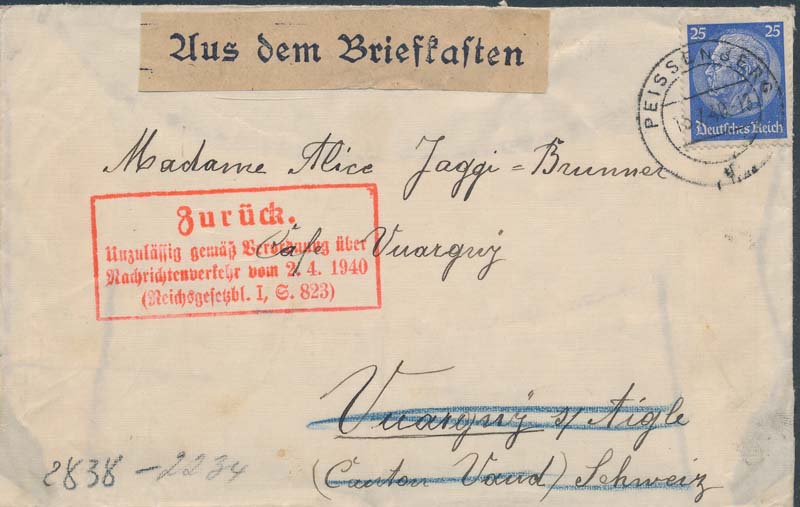 Aus dem Briefkasten
25 25
Deutsches Reich
PEISSENBERG
Madame Alice Jaggi=Brunner
Zurück.
Unzulässig gemäß Verordnung über
Nachrichtenverkehr vom 2. 4. 1940
(Reichsgesetzbl. I, S. 823)
Café Vuargny
Vuargny s/ Aigle
(Canton Vaud) Schweiz
2838-2234